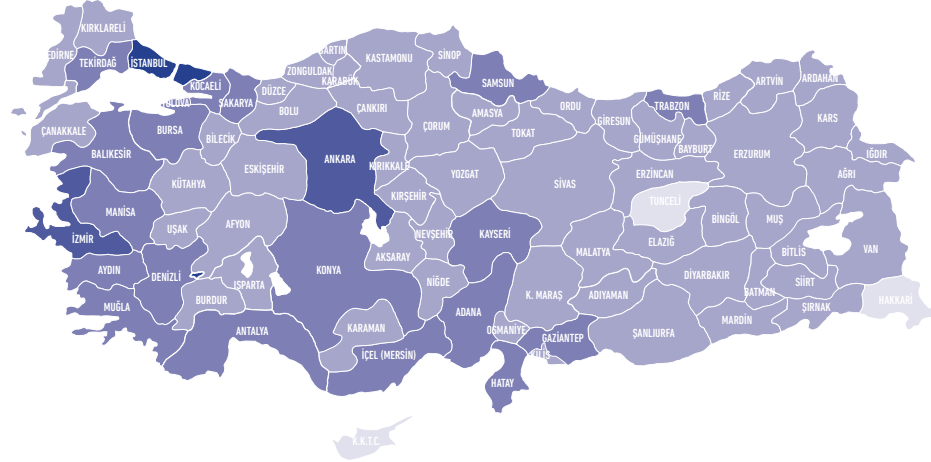 KIRKLARELİ
EDİRNE
TEKİRDAĞ
İSTANBUL
KOCAELİ
YALOVA
SAKARYA
DÜZCE
ZONGULDAK
BARTIN
KARABÜK
KASTAMONU
SİNOP
SAMSUN
ÇANAKKALE
BALIKESİR
BURSA
BİLECİK
BOLU
ÇANKIRI
ÇORUM
AMASYA
TOKAT
ORDU
GİRESUN
TRABZON
RİZE
ARTVİN
ARDAHAN
KARS
GÜMÜŞHANE
BAYBURT
ERZURUM
IĞDIR
AĞRI
KÜTAHYA
ESKİŞEHİR
ANKARA
KIRIKKALE
YOZGAT
SİVAS
ERZİNCAN
TUNCELİ
MANİSA
UŞAK
AFYON
KIRŞEHİR
NEVŞEHİR
KAYSERİ
MALATYA
ELAZIĞ
BİNGÖL
MUŞ
BİTLİS
VAN
İZMİR
AYDIN
DENİZLİ
ISPARTA
BURDUR
KONYA
AKSARAY
NİĞDE
K. MARAŞ
ADIYAMAN
DİYARBAKIR
BATMAN
SİİRT
ŞIRNAK
HAKKARİ
MUĞLA
ANTALYA
KARAMAN
İÇEL (MERSİN)
ADANA
OSMANİYE
GAZİANTEP
KİLİS
ŞANLIURFA
MARDİN
HATAY
K.K.T.C.